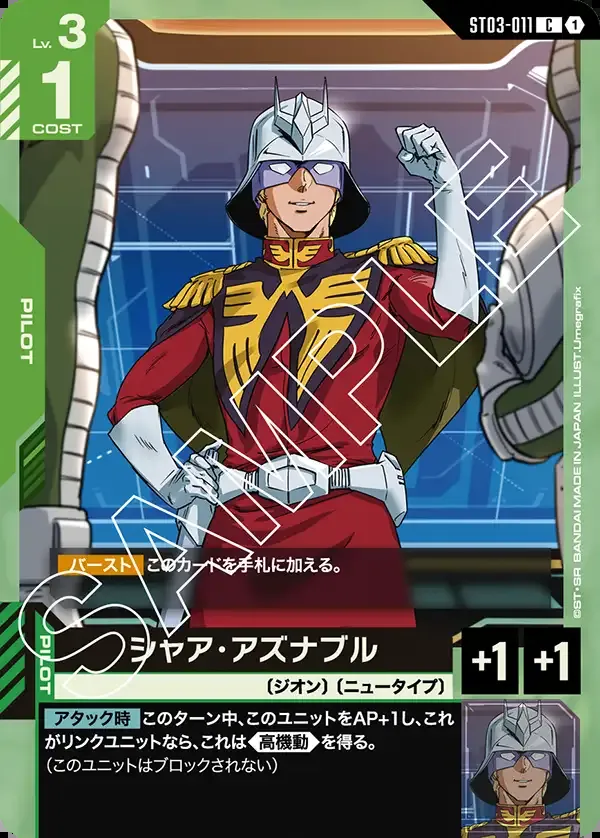 Lv. 3
ST03-011 C 1
1
COST
PILOT
SAMPLE
©ST・SR BANDAI MADE IN JAPAN ILLUST.Umegrafix
バースト このカードを手札に加える。
PILOT
シャア・アズナブル
+1 +1
〔ジオン〕〔ニュータイプ〕
アタック時 このターン中、このユニットをAP+1し、これ
がリンクユニットなら、これは 高機動 を得る。
(このユニットはブロックされない)